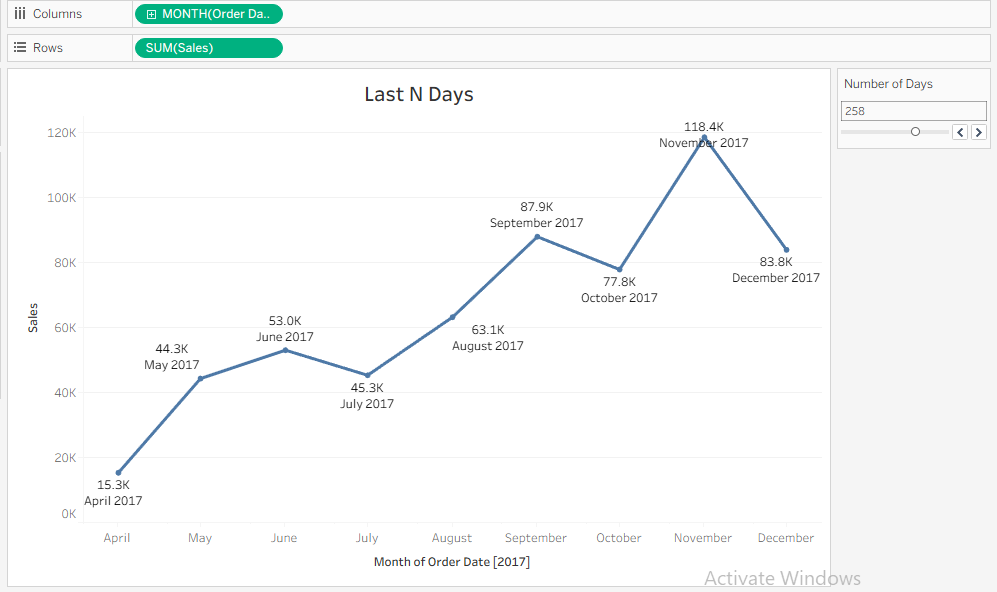 Columns
MONTH(Order Da..
Rows
SUM(Sales)
Last N Days
Number of Days
258
120K
100K
80K
60K
40K
20K
0K
Sales
15.3K
April 2017
44.3K
May 2017
53.0K
June 2017
45.3K
July 2017
63.1K
August 2017
87.9K
September 2017
77.8K
October 2017
118.4K
November 2017
83.8K
December 2017
April
May
June
July
August
September
October
November
December
Month of Order Date [2017]
Activate Windows